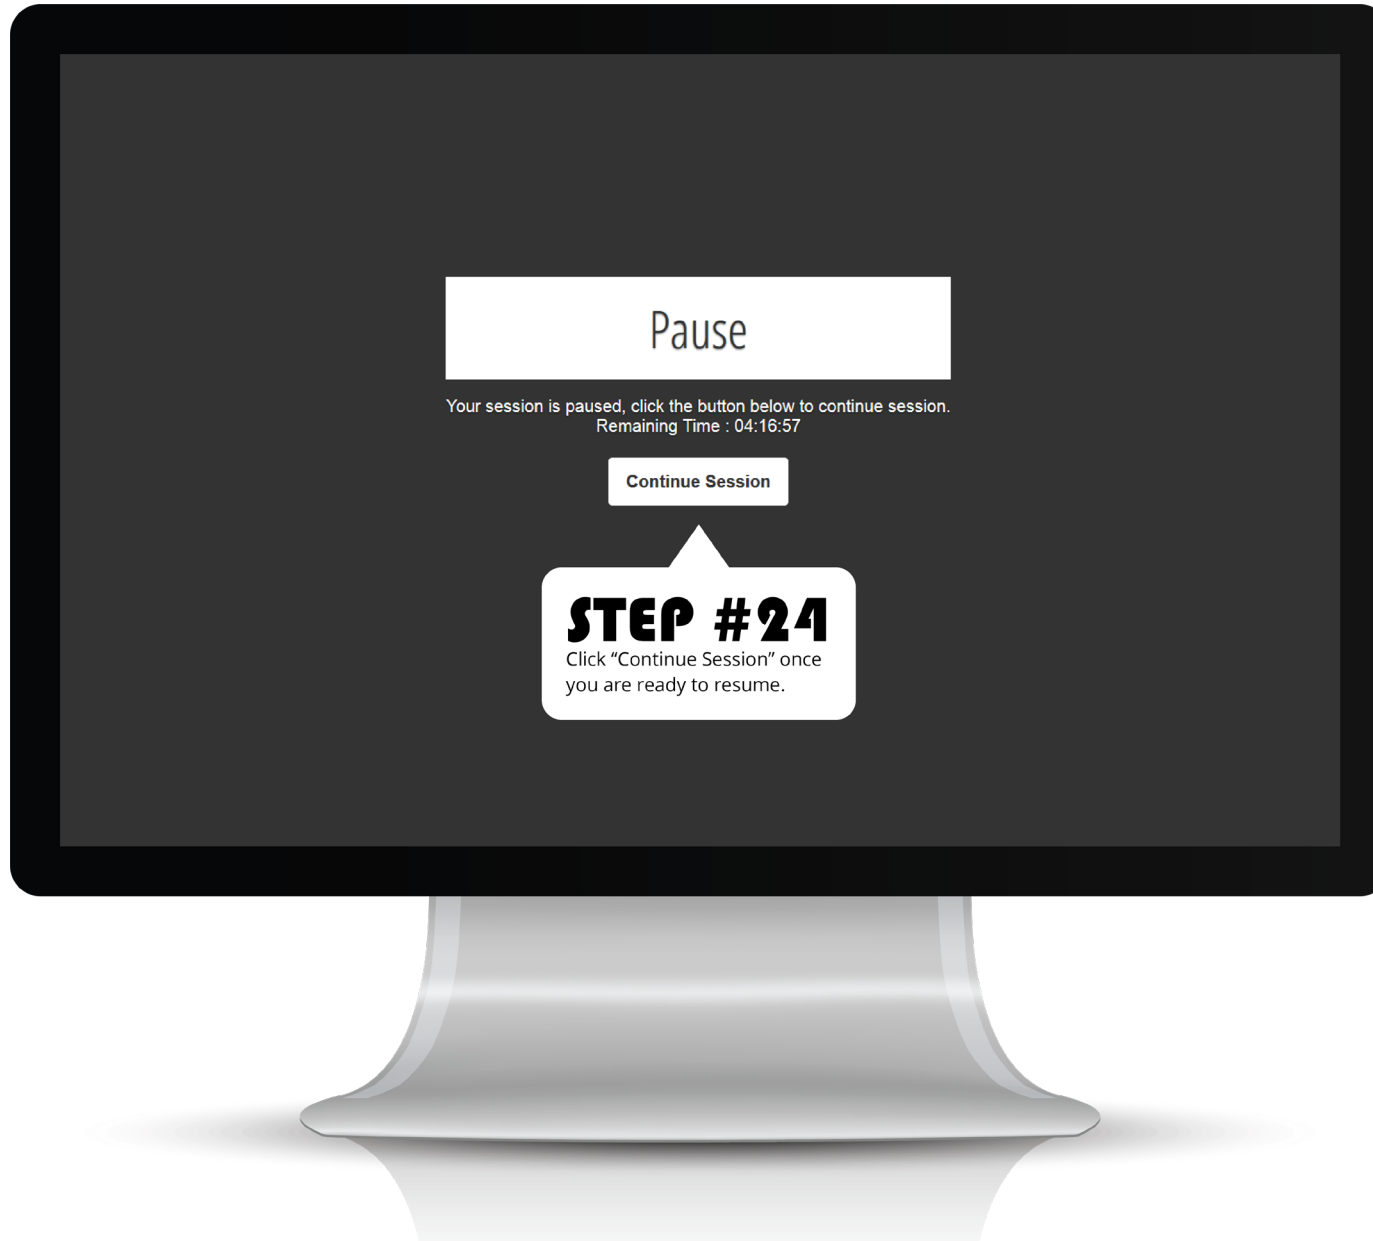 Pause
Your session is paused, click the button below to continue session.
Remaining Time : 04:16:57
Continue Session
STEP #24
Click “Continue Session” once
you are ready to resume.